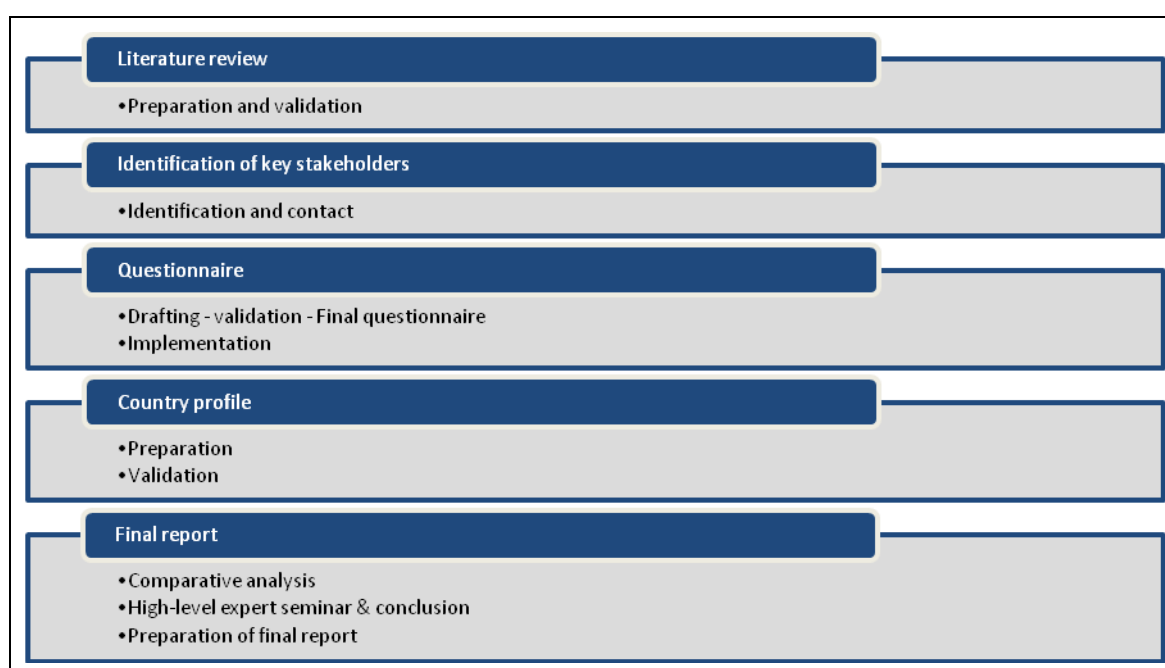 Literature review
•Preparation and validation
Identification of key stakeholders
•Identification and contact
Questionnaire
•Drafting - validation - Final questionnaire
•Implementation
Country profile
•Preparation
•Validation
Final report
•Comparative analysis
•High-level expert seminar & conclusion
•Preparation of final report